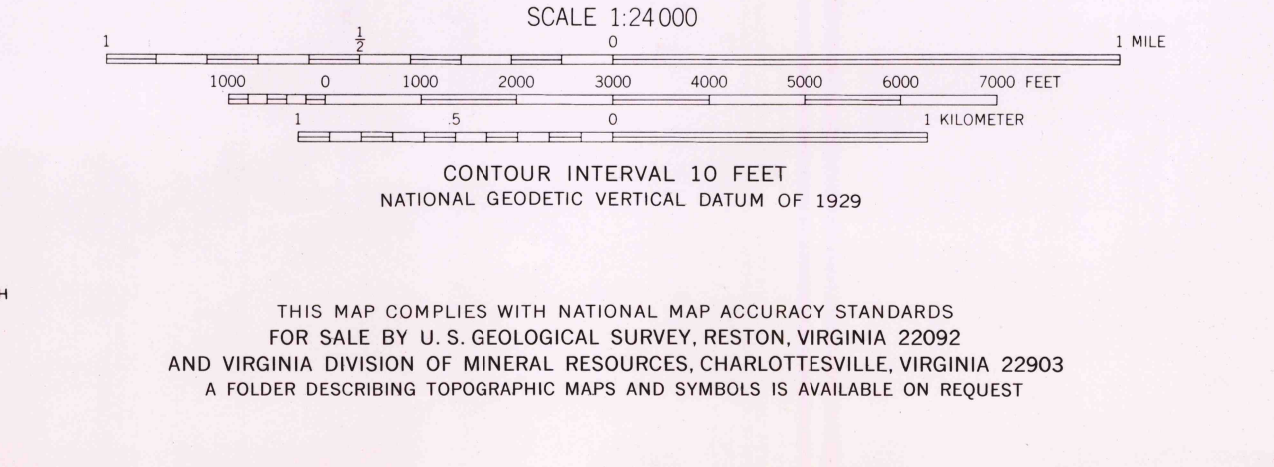 SCALE 1:24 000
1 1/2 0 1 MILE
1000 0 1000 2000 3000 4000 5000 6000 7000 FEET
1 .5 0 1 KILOMETER
CONTOUR INTERVAL 10 FEET
NATIONAL GEODETIC VERTICAL DATUM OF 1929
H
THIS MAP COMPLIES WITH NATIONAL MAP ACCURACY STANDARDS
FOR SALE BY U. S. GEOLOGICAL SURVEY, RESTON, VIRGINIA 22092
AND VIRGINIA DIVISION OF MINERAL RESOURCES, CHARLOTTESVILLE, VIRGINIA 22903
A FOLDER DESCRIBING TOPOGRAPHIC MAPS AND SYMBOLS IS AVAILABLE ON REQUEST